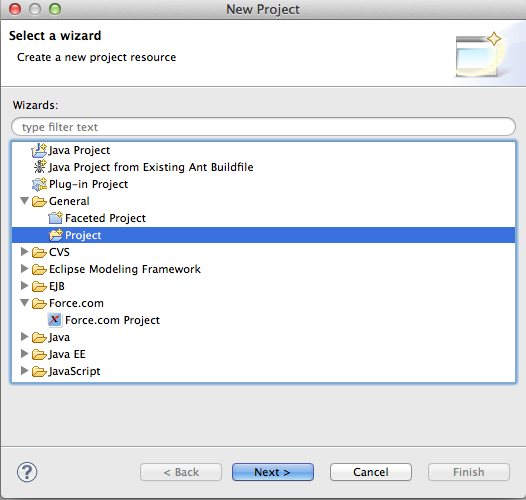 New Project
Select a wizard
Create a new project resource
Wizards:
type filter text
Java Project
Java Project from Existing Ant Buildfile
Plug-in Project
General
Faceted Project
Project
CVS
Eclipse Modeling Framework
EJB
Force.com
Force.com Project
Java
Java EE
JavaScript
? < Back Next > Cancel Finish